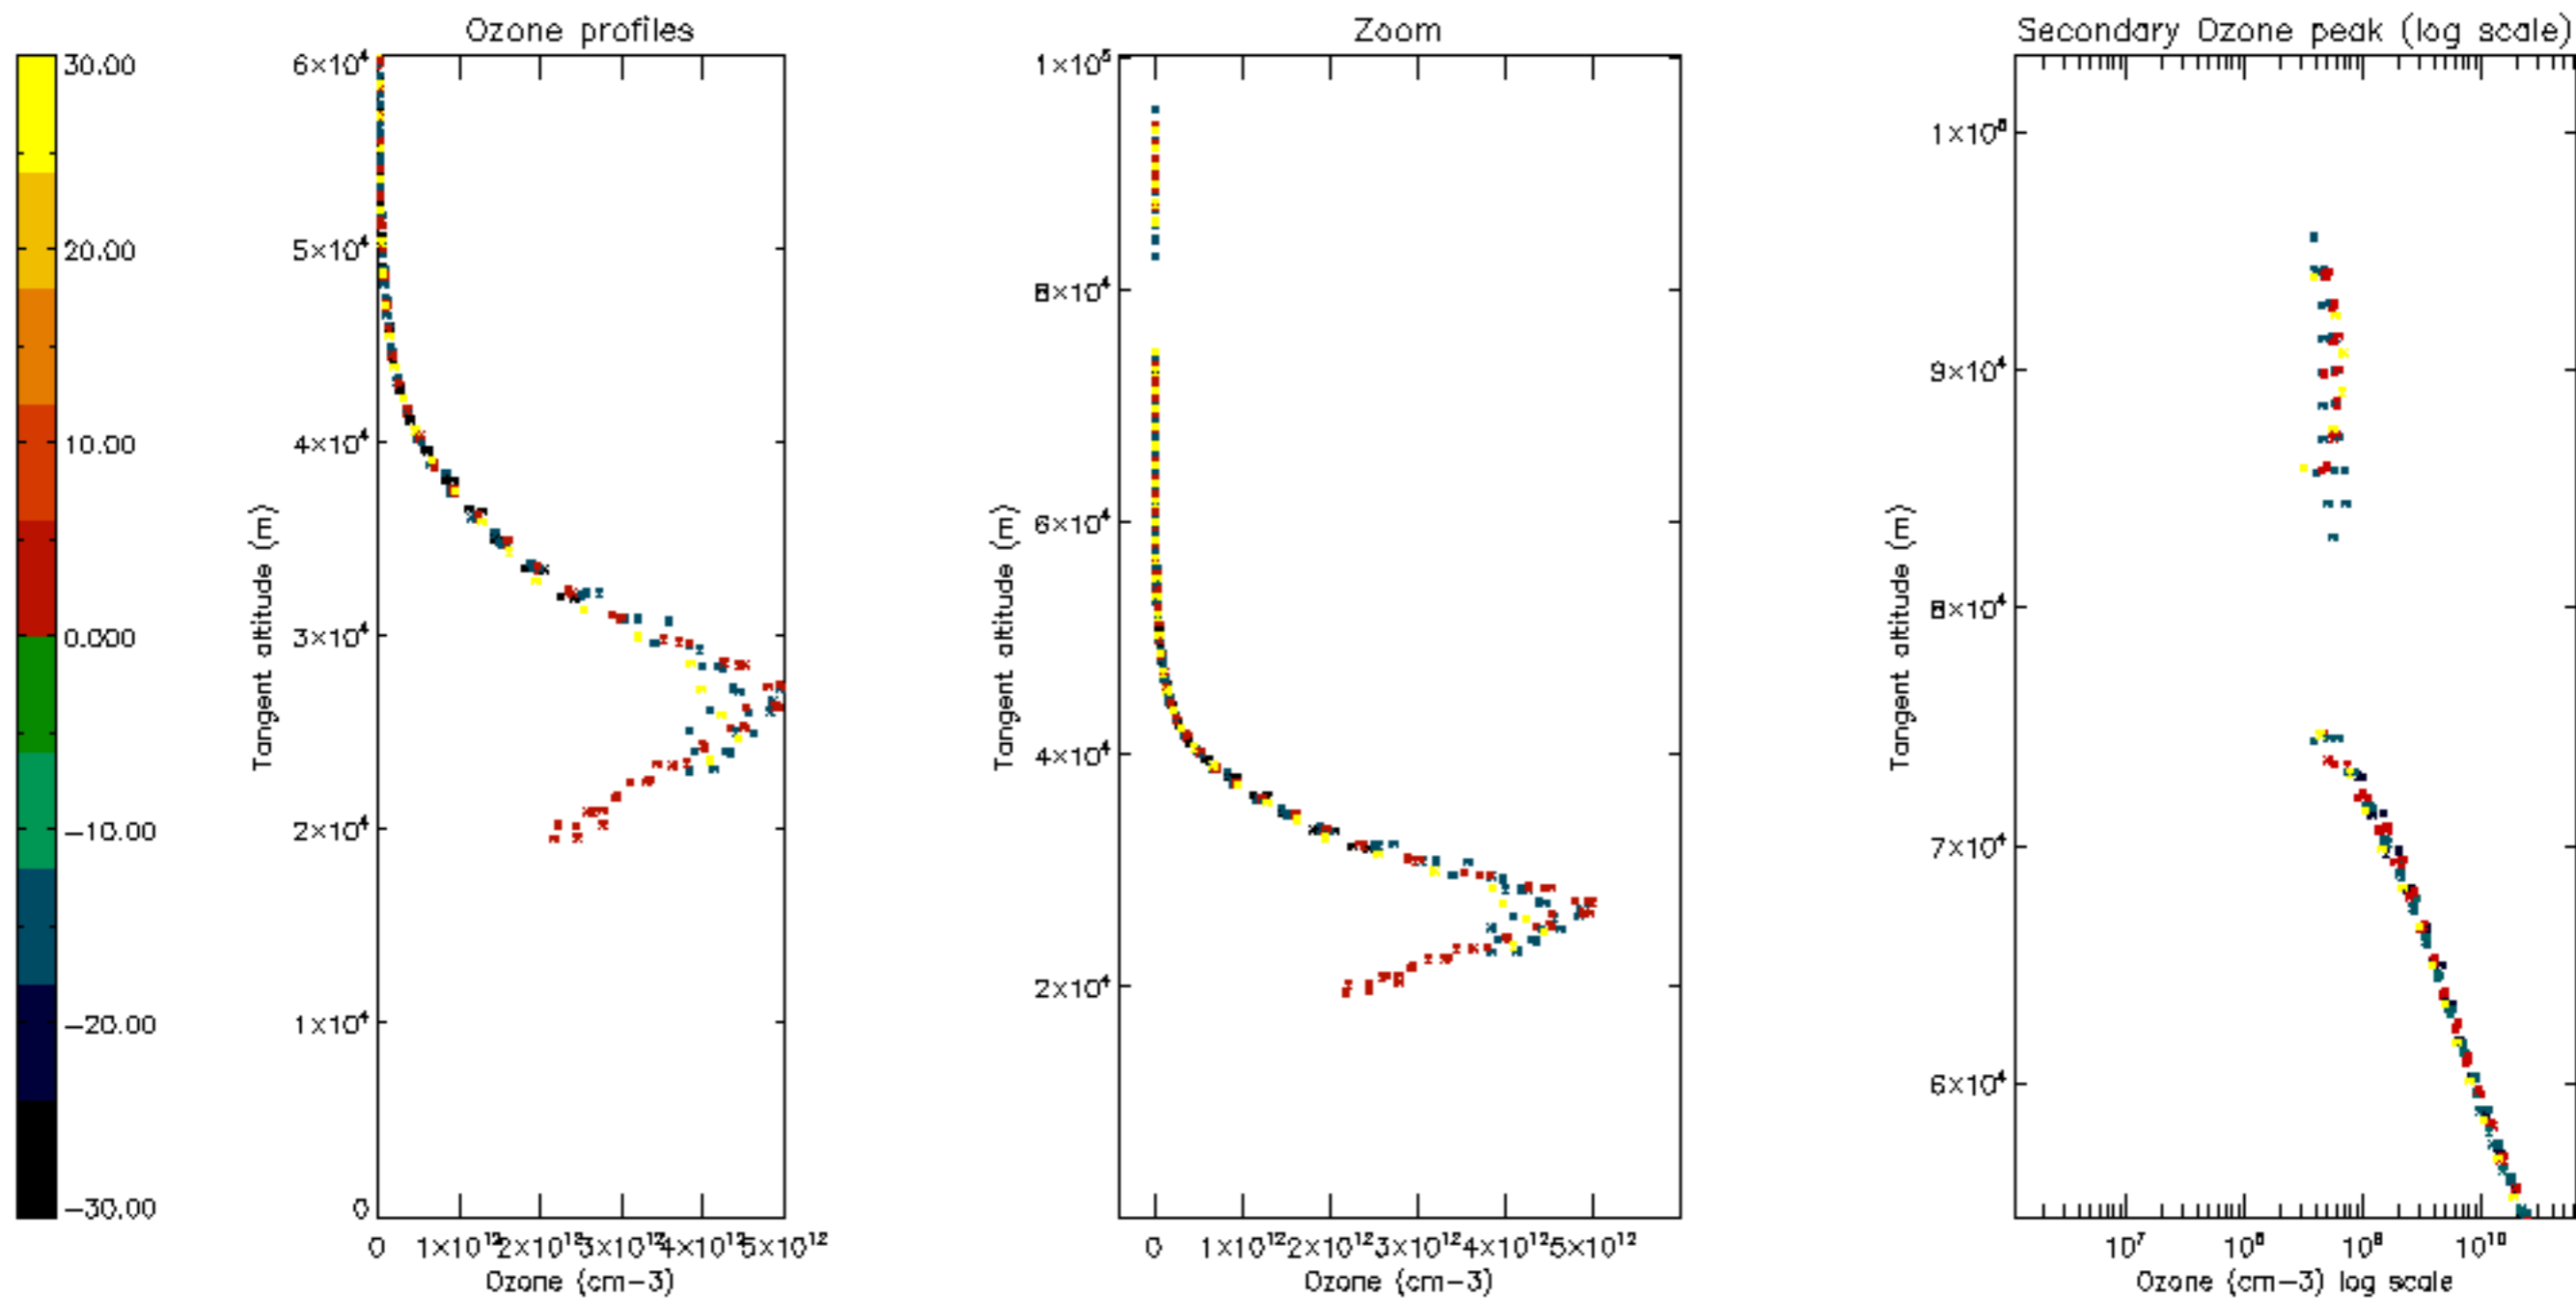 Ozone profiles
Zoom
Secondary Ozone peak (log scale)
30.00
20.00
10.00
0.000
-10.00
-20.00
-30.00
6×10⁴
5×10⁴
4×10⁴
3×10⁴
2×10⁴
1×10⁴
0
Tangent altitude (m)
0 1×10¹² 2×10¹² 3×10¹² 4×10¹² 5×10¹²
Ozone (cm-3)
1×10⁵
8×10⁴
6×10⁴
4×10⁴
2×10⁴
Tangent altitude (m)
0 1×10¹² 2×10¹² 3×10¹² 4×10¹² 5×10¹²
Ozone (cm-3)
9×10⁴
8×10⁴
7×10⁴
6×10⁴
Tangent altitude (m)
10⁷ 10⁸ 10⁹ 10¹⁰
Ozone (cm-3) log scale